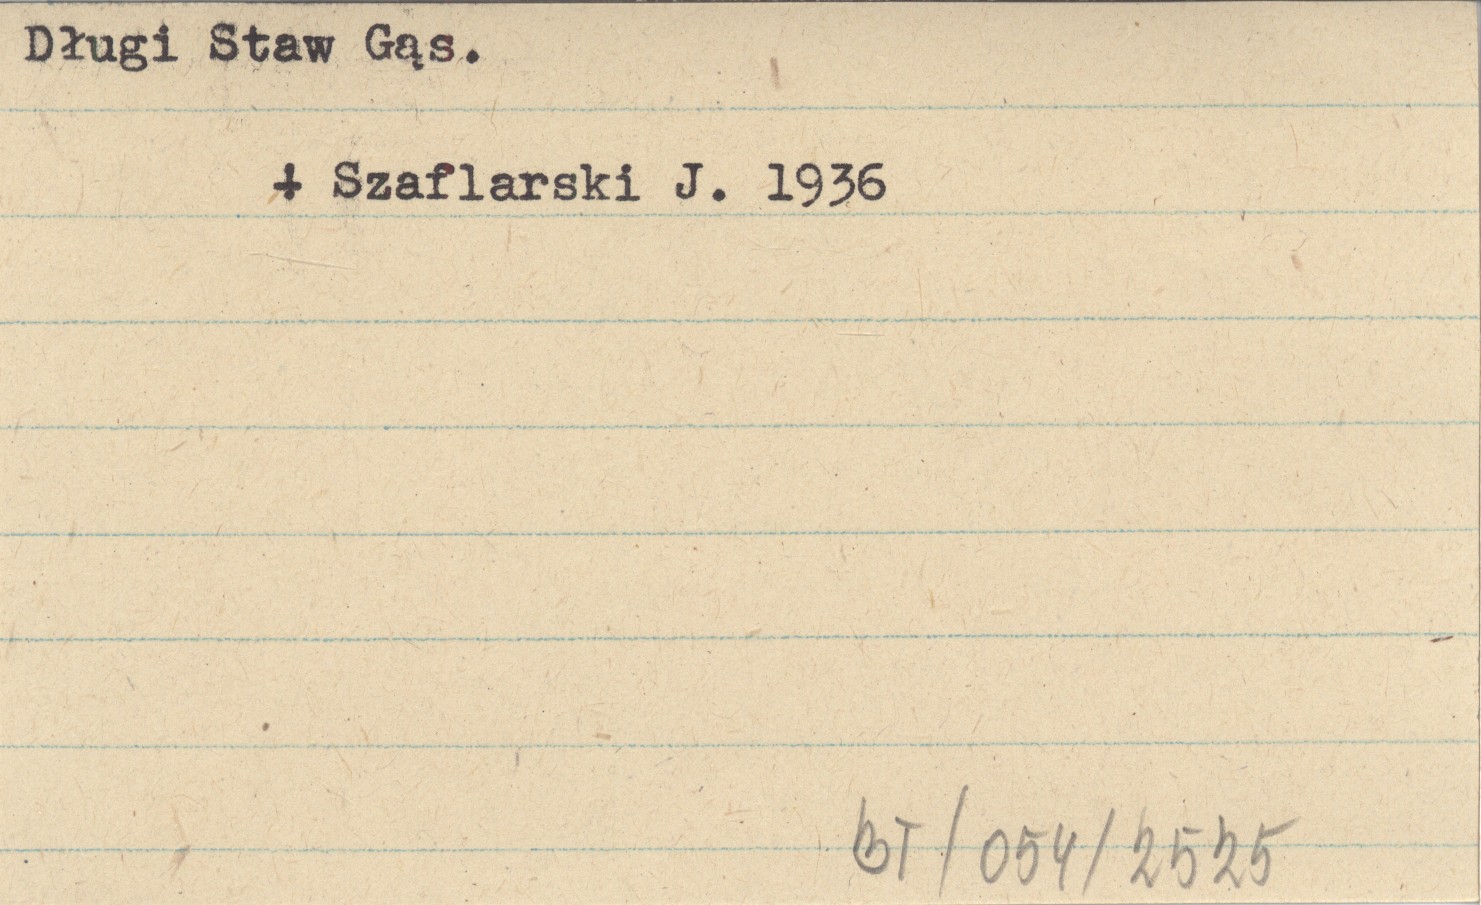 Długi Staw Gąs.
+ Szaflarski J. 1936
BT/054/2525